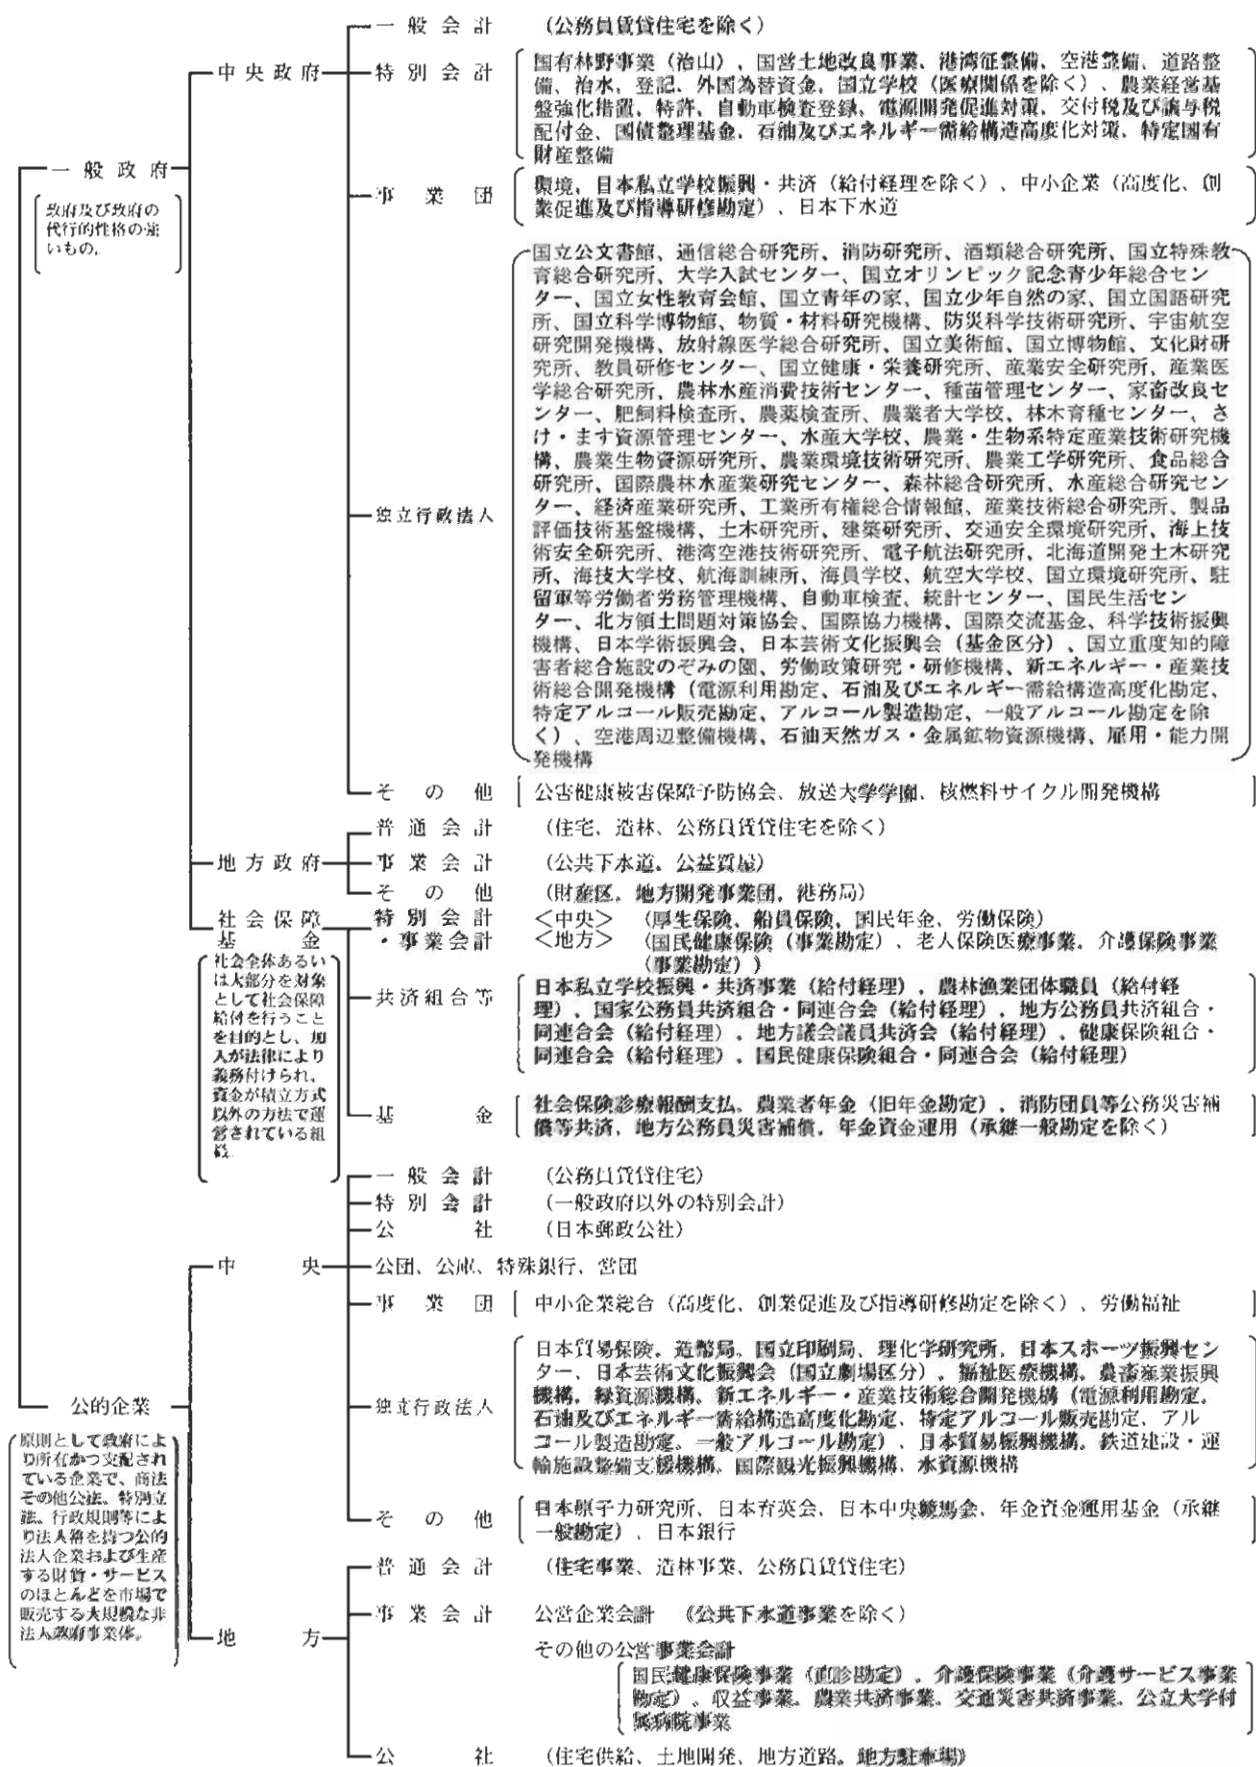 一般会計 (公務員賃貸住宅を除く)
中央政府 特別会計
国有林野事業（治山）、国営土地改良事業、港湾整備、空港整備、道路整
備、治水、登記、外国為替資金、国立学校（医療関係を除く）、農業経営基
盤強化措置、特許、自動車検査登録、電源開発促進対策、交付税及び譲与税
配付金、国債整理基金、石油及びエネルギー需給構造高度化対策、特定国有
財産整備
一般政府
政府及び政府の
代行的性格の強
いもの。
事業団
環境、日本私立学校振興・共済（給付経理を除く）、中小企業（高度化、創
業促進及び指導研修勘定）、日本下水道
独立行政法人
国立公文書館、通信総合研究所、消防研究所、酒類総合研究所、国立特殊教
育総合研究所、大学入試センター、国立オリンピック記念青少年総合セン
ター、国立女性教育会館、国立青年の家、国立少年自然の家、国立国語研究
所、国立科学博物館、物質・材料研究機構、防災科学技術研究所、宇宙航空
研究開発機構、放射線医学総合研究所、国立美術館、国立博物館、文化財研
究所、教員研修センター、国立健康・栄養研究所、産業安全研究所、産業医
学総合研究所、農林水産消費技術センター、種苗管理センター、家畜改良セ
ンター、肥飼料検査所、農薬検査所、農業者大学校、林木育種センター、さ
け・ます資源管理センター、水産大学校、農業・生物系特定産業技術研究機
構、農業生物資源研究所、農業環境技術研究所、農業工学研究所、食品総合
研究所、国際農林水産業研究センター、森林総合研究所、水産総合研究セン
ター、経済産業研究所、工業所有権総合情報館、産業技術総合研究所、製品
評価技術基盤機構、土木研究所、建築研究所、交通安全環境研究所、海上技
術安全研究所、港湾空港技術研究所、電子航法研究所、北海道開発土木研究
所、海技大学校、航海訓練所、海員学校、航空大学校、国立環境研究所、駐
留軍等労働者労務管理機構、自動車検査、統計センター、国民生活セン
ター、北方領土問題対策協会、国際協力機構、国際交流基金、科学技術振興
機構、日本学術振興会、日本芸術文化振興会（基金区分）、国立重度知的障
害者総合施設のぞみの園、労働政策研究・研修機構、新エネルギー・産業技
術総合開発機構（電源利用勘定、石油及びエネルギー需給構造高度化勘定、
特定アルコール販売勘定、アルコール製造勘定、一般アルコール勘定を除
く）、空港周辺整備機構、石油天然ガス・金属鉱物資源機構、雇用・能力開
発機構
その他 公害健康被害保障予防協会、放送大学学園、核燃料サイクル開発機構
普通会計 (住宅、造林、公務員賃貸住宅を除く)
地方政府 事業会計 (公共下水道、公益質屋)
その他 (財産区、地方開発事業団、港務局)
社会保障 特別会計 ＜中央＞ (厚生保険、船員保険、国民年金、労働保険)
基金 ・事業会計 ＜地方＞ (国民健康保険（事業勘定）、老人保険医療事業、介護保険事業
（事業勘定）)
社会全体あるい
は大部分を対象
として社会保障
給付を行うこと
を目的とし、加
入が法律により
義務付けられ、
資金が積立方式
以外の方法で運
営されている組
織
共済組合等
日本私立学校振興・共済事業（給付経理）、農林漁業団体職員（給付経
理）、国家公務員共済組合・同連合会（給付経理）、地方公務員共済組合・
同連合会（給付経理）、地方議会議員共済会（給付経理）、健康保険組合・
同連合会（給付経理）、国民健康保険組合・同連合会（給付経理）
基金
社会保険診療報酬支払、農業者年金（旧年金勘定）、消防団員等公務災害補
償等共済、地方公務員災害補償、年金資金運用（承継一般勘定を除く）
一般会計 (公務員賃貸住宅)
特別会計 (一般政府以外の特別会計)
公社 (日本郵政公社)
中央 公団、公庫、特殊銀行、営団
事業団 中小企業総合（高度化、創業促進及び指導研修勘定を除く）、労働福祉
独立行政法人
日本貿易保険、造幣局、国立印刷局、理化学研究所、日本スポーツ振興セン
ター、日本芸術文化振興会（国立劇場区分）、福祉医療機構、農畜産業振興
機構、緑資源機構、新エネルギー・産業技術総合開発機構（電源利用勘定、
石油及びエネルギー需給構造高度化勘定、特定アルコール販売勘定、アル
コール製造勘定、一般アルコール勘定）、日本貿易振興機構、鉄道建設・運
輸施設整備支援機構、国際観光振興機構、水資源機構
公的企業
原則として政府によ
り所有かつ支配され
ている企業で、商法
その他公法、特別立
法、行政規則等によ
り法人格を持つ公的
法人企業および生産
する財貨・サービス
のほとんどを市場で
販売する大規模な非
法人政府事業体。
その他
日本原子力研究所、日本育英会、日本中央競馬会、年金資金運用基金（承継
一般勘定）、日本銀行
普通会計 (住宅事業、造林事業、公務員賃貸住宅)
事業会計 公営企業会計 (公共下水道事業を除く)
地方
その他の公営事業会計
国民健康保険事業（直診勘定）、介護保険事業（介護サービス事業
勘定）、収益事業、農業共済事業、交通災害共済事業、公立大学付
属病院事業
公社 (住宅供給、土地開発、地方道路、地方駐車場)